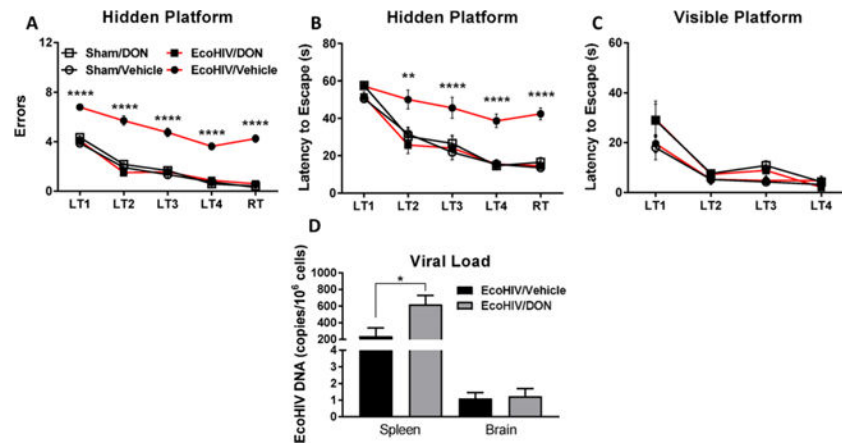 A
Hidden Platform
Errors
12
8
4
0
Sham/DON
EcoHIV/DON
Sham/Vehicle
EcoHIV/Vehicle
****
****
****
****
****
LT1 LT2 LT3 LT4 RT
B
Hidden Platform
Latency to Escape (s)
80
60
40
20
0
**
****
****
****
LT1 LT2 LT3 LT4 RT
C
Visible Platform
Latency to Escape (s)
60
40
20
0
LT1 LT2 LT3 LT4
D
Viral Load
EcoHIV DNA (copies/10⁶ cells)
1000
800
600
400
200
4
3
2
1
0
*
EcoHIV/Vehicle
EcoHIV/DON
Spleen Brain